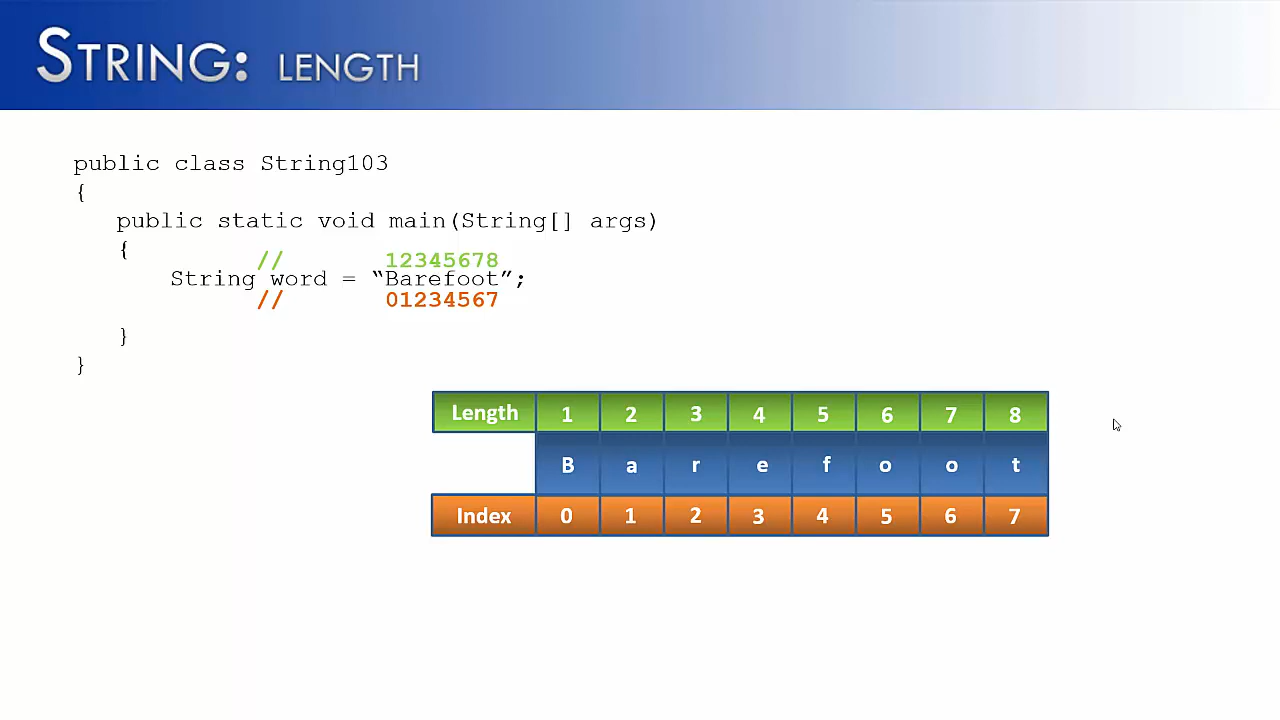 STRING: LENGTH
public class String103
{
public static void main(String[] args)
{
// 12345678
String word = “Barefoot”;
// 01234567
}
}
Length 1 2 3 4 5 6 7 8
B a r e f o o t
Index 0 1 2 3 4 5 6 7